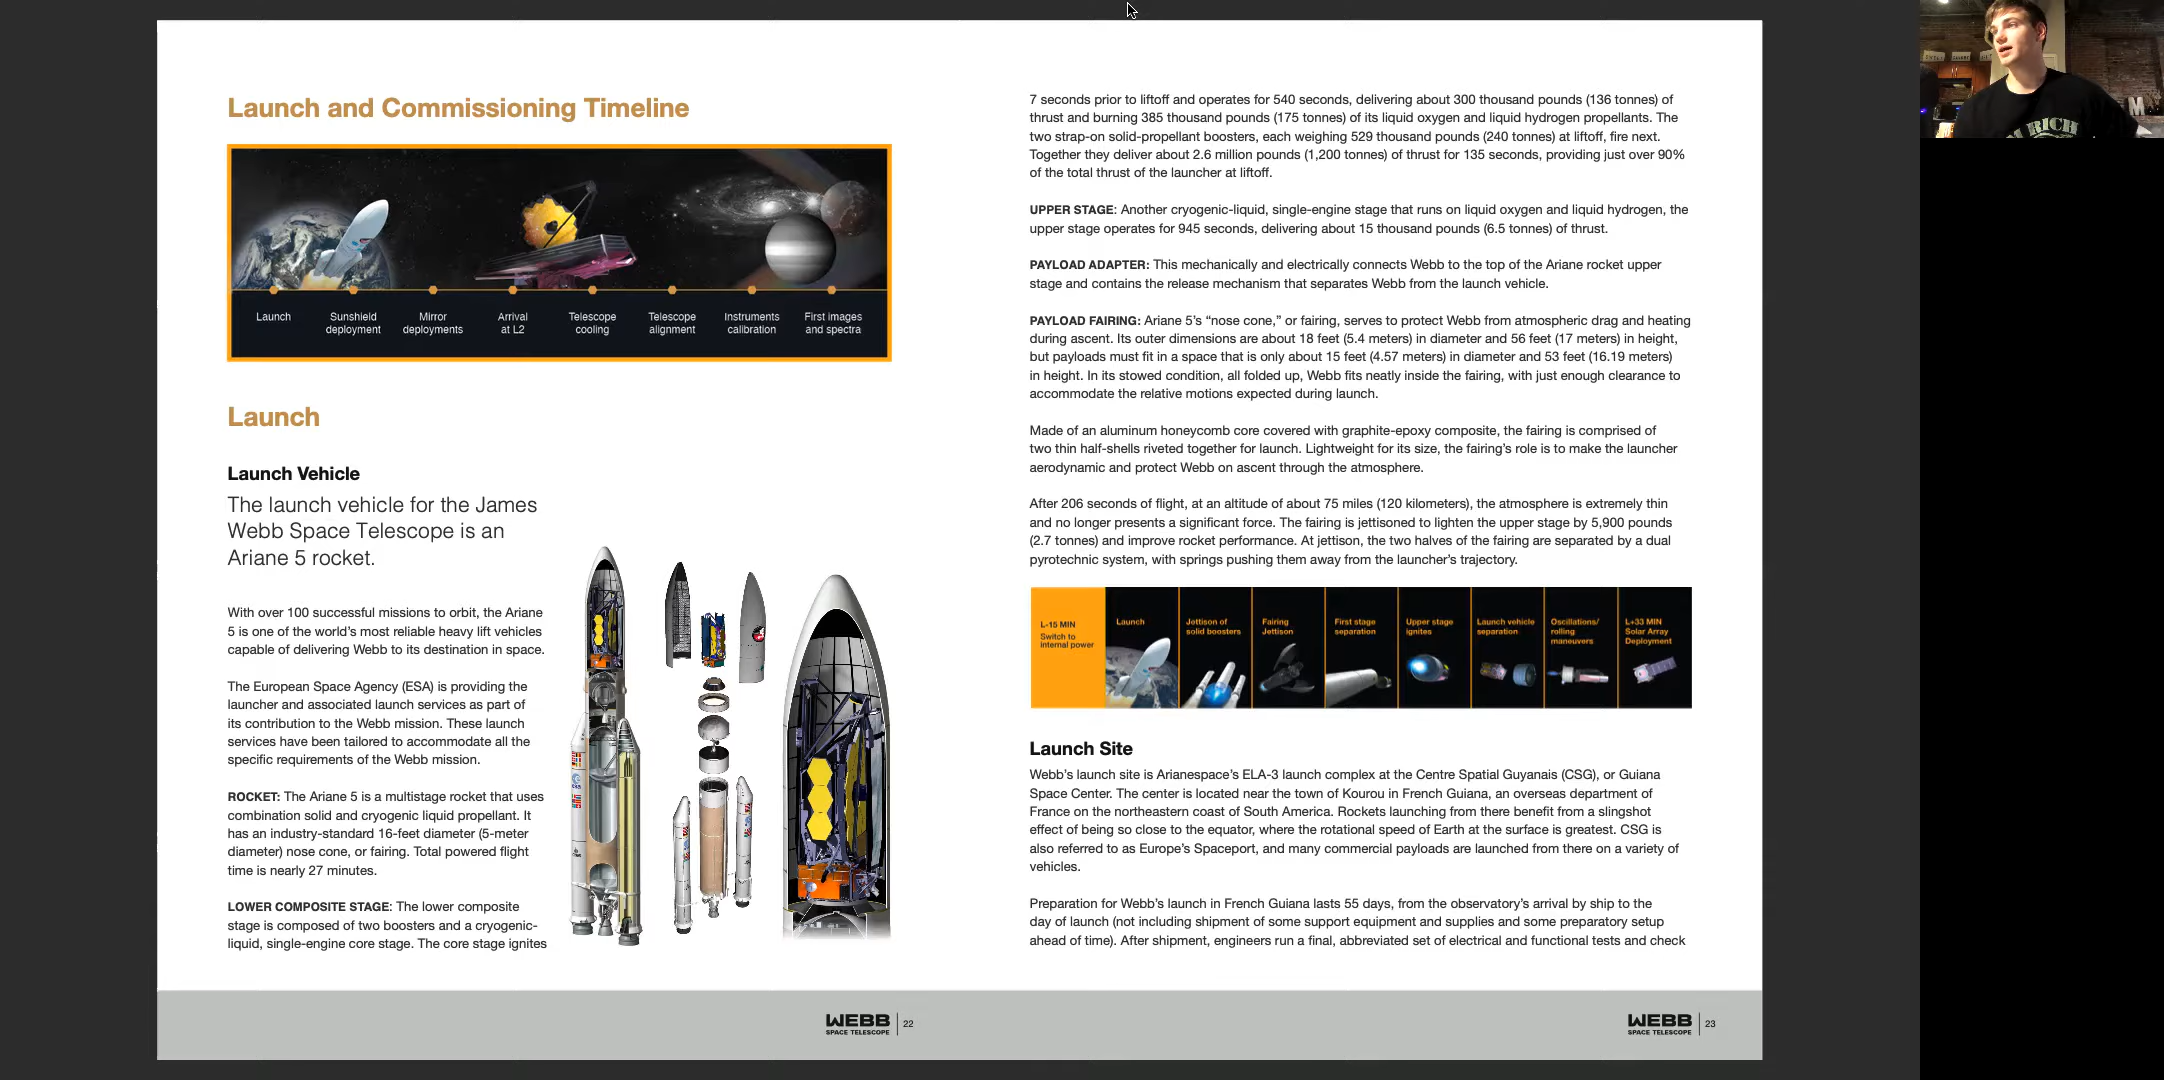 Launch and Commissioning Timeline
Launch
Sunshield
deployment
Mirror
deployments
Arrival
at L2
Telescope
cooling
Telescope
alignment
Instruments
calibration
First images
and spectra
Launch
Launch Vehicle
The launch vehicle for the James
Webb Space Telescope is an
Ariane 5 rocket.
With over 100 successful missions to orbit, the Ariane
5 is one of the world’s most reliable heavy lift vehicles
capable of delivering Webb to its destination in space.
The European Space Agency (ESA) is providing the
launcher and associated launch services as part of
its contribution to the Webb mission. These launch
services have been tailored to accommodate all the
specific requirements of the Webb mission.
ROCKET: The Ariane 5 is a multistage rocket that uses
combination solid and cryogenic liquid propellant. It
has an industry-standard 16-feet diameter (5-meter
diameter) nose cone, or fairing. Total powered flight
time is nearly 27 minutes.
LOWER COMPOSITE STAGE: The lower composite
stage is composed of two boosters and a cryogenic-
liquid, single-engine core stage. The core stage ignites
WEBB
SPACE TELESCOPE
22
7 seconds prior to liftoff and operates for 540 seconds, delivering about 300 thousand pounds (136 tonnes) of
thrust and burning 385 thousand pounds (175 tonnes) of its liquid oxygen and liquid hydrogen propellants. The
two strap-on solid-propellant boosters, each weighing 529 thousand pounds (240 tonnes) at liftoff, fire next.
Together they deliver about 2.6 million pounds (1,200 tonnes) of thrust for 135 seconds, providing just over 90%
of the total thrust of the launcher at liftoff.
UPPER STAGE: Another cryogenic-liquid, single-engine stage that runs on liquid oxygen and liquid hydrogen, the
upper stage operates for 945 seconds, delivering about 15 thousand pounds (6.5 tonnes) of thrust.
PAYLOAD ADAPTER: This mechanically and electrically connects Webb to the top of the Ariane rocket upper
stage and contains the release mechanism that separates Webb from the launch vehicle.
PAYLOAD FAIRING: Ariane 5’s “nose cone,” or fairing, serves to protect Webb from atmospheric drag and heating
during ascent. Its outer dimensions are about 18 feet (5.4 meters) in diameter and 56 feet (17 meters) in height,
but payloads must fit in a space that is only about 15 feet (4.57 meters) in diameter and 53 feet (16.19 meters)
in height. In its stowed condition, all folded up, Webb fits neatly inside the fairing, with just enough clearance to
accommodate the relative motions expected during launch.
Made of an aluminum honeycomb core covered with graphite-epoxy composite, the fairing is comprised of
two thin half-shells riveted together for launch. Lightweight for its size, the fairing’s role is to make the launcher
aerodynamic and protect Webb on ascent through the atmosphere.
After 206 seconds of flight, at an altitude of about 75 miles (120 kilometers), the atmosphere is extremely thin
and no longer presents a significant force. The fairing is jettisoned to lighten the upper stage by 5,900 pounds
(2.7 tonnes) and improve rocket performance. At jettison, the two halves of the fairing are separated by a dual
pyrotechnic system, with springs pushing them away from the launcher’s trajectory.
L-15 MIN
Switch to
internal power
Launch
Jettison of
solid boosters
Fairing
Jettison
First stage
separation
Upper stage
ignites
Launch vehicle
separation
Oscillations/
rolling
maneuvers
L+33 MIN
Solar Array
Deployment
Launch Site
Webb’s launch site is Arianespace’s ELA-3 launch complex at the Centre Spatial Guyanais (CSG), or Guiana
Space Center. The center is located near the town of Kourou in French Guiana, an overseas department of
France on the northeastern coast of South America. Rockets launching from there benefit from a slingshot
effect of being so close to the equator, where the rotational speed of Earth at the surface is greatest. CSG is
also referred to as Europe’s Spaceport, and many commercial payloads are launched from there on a variety of
vehicles.
Preparation for Webb’s launch in French Guiana lasts 55 days, from the observatory’s arrival by ship to the
day of launch (not including shipment of some support equipment and supplies and some preparatory setup
ahead of time). After shipment, engineers run a final, abbreviated set of electrical and functional tests and check
WEBB
SPACE TELESCOPE
23
RICH
M